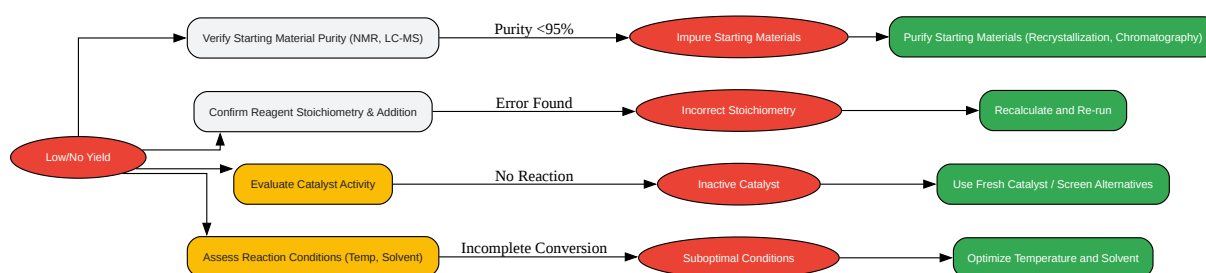 Verify Starting Material Purity (NMR, LC-MS)
Purity <95%
Impure Starting Materials
Purify Starting Materials (Recrystallization, Chromatography)
Confirm Reagent Stoichiometry & Addition
Error Found
Incorrect Stoichiometry
Recalculate and Re-run
Low/No Yield
Evaluate Catalyst Activity
No Reaction
Inactive Catalyst
Use Fresh Catalyst / Screen Alternatives
Assess Reaction Conditions (Temp, Solvent)
Incomplete Conversion
Suboptimal Conditions
Optimize Temperature and Solvent